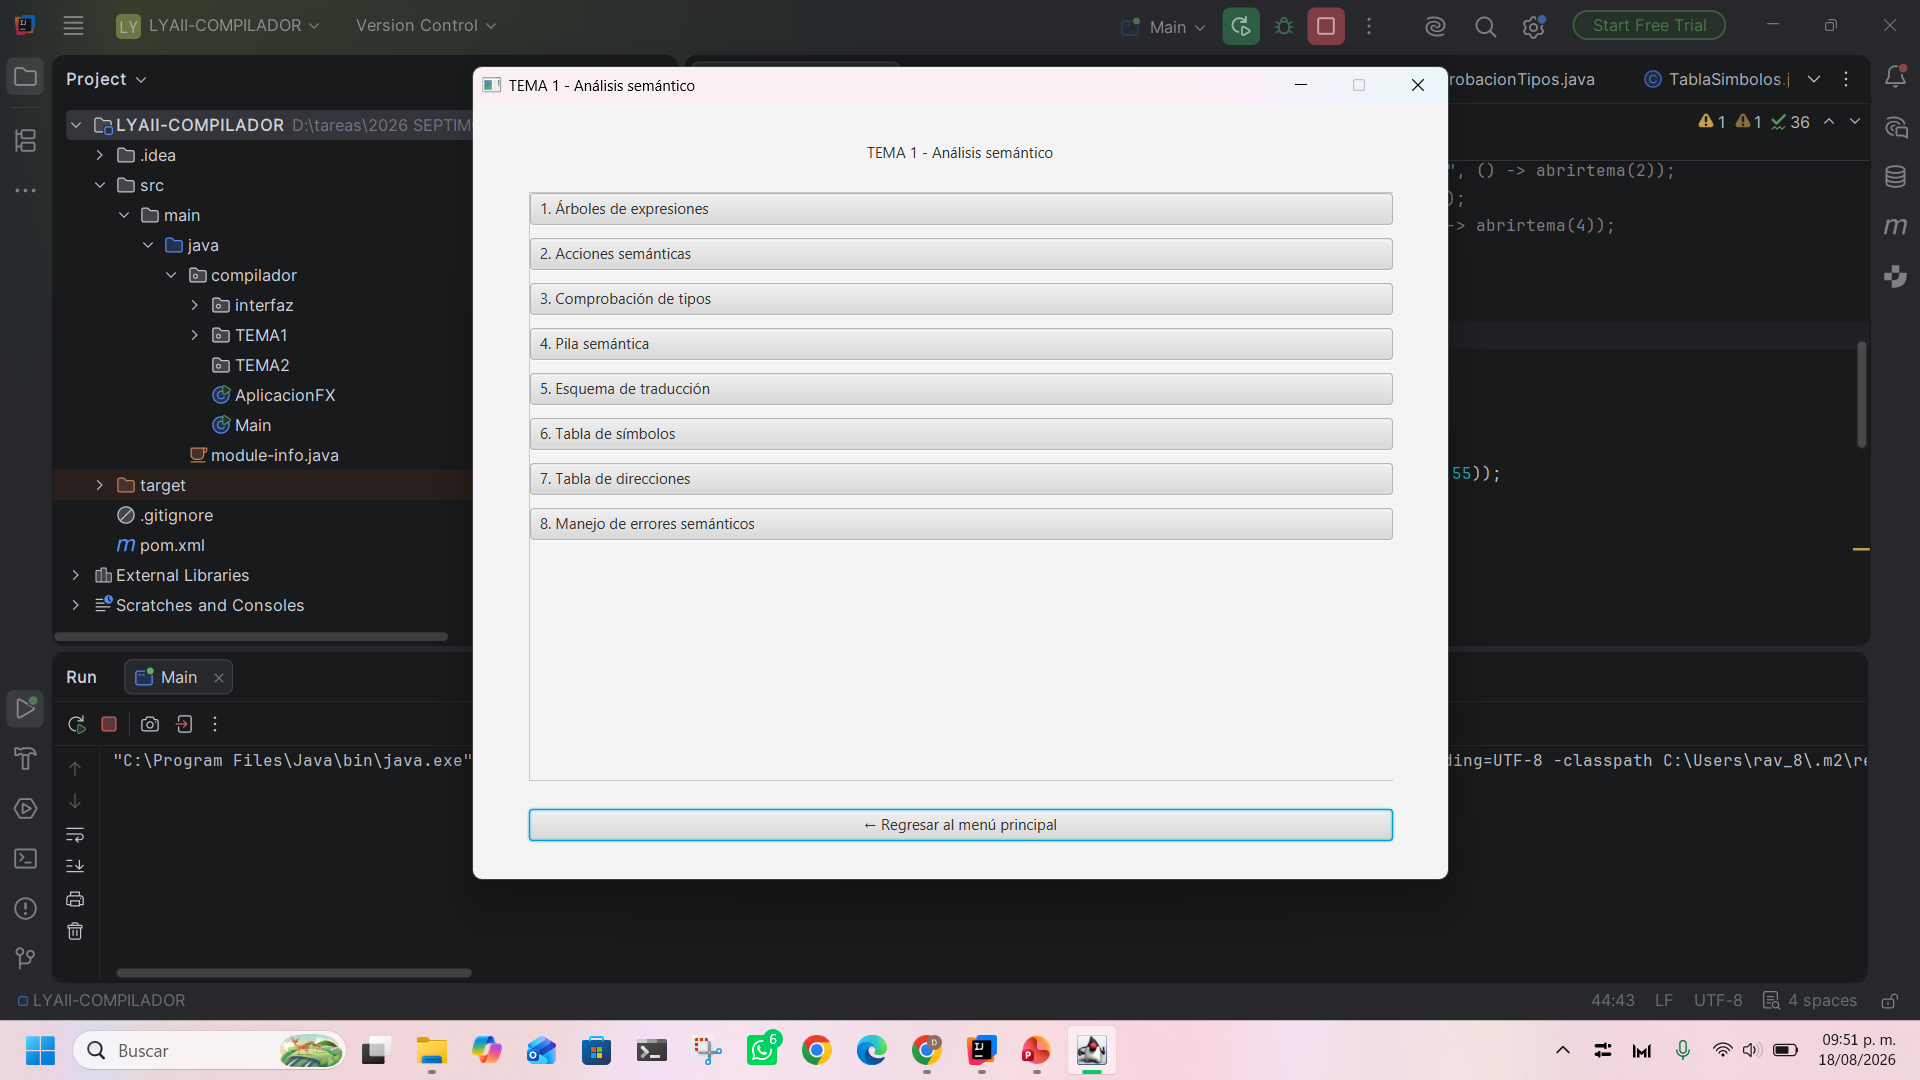 LY LYAII-COMPILADOR Version Control Main Start Free Trial
Project
LYAII-COMPILADOR D:\tareas\2026 SEPTIM
.idea
src
main
java
compilador
interfaz
TEMA1
TEMA2
AplicacionFX
Main
module-info.java
target
.gitignore
pom.xml
External Libraries
Scratches and Consoles
robacionTipos.java TablaSimbolos.j
1 1 36
", () -> abrirtema(2));
);
-> abrirtema(4));
55));
TEMA 1 - Análisis semántico
TEMA 1 - Análisis semántico
1. Árboles de expresiones
2. Acciones semánticas
3. Comprobación de tipos
4. Pila semántica
5. Esquema de traducción
6. Tabla de símbolos
7. Tabla de direcciones
8. Manejo de errores semánticos
← Regresar al menú principal
Run Main
"C:\Program Files\Java\bin\java.exe" ding=UTF-8 -classpath C:\Users\rav_8\.m2\re
LYAII-COMPILADOR 44:43 LF UTF-8 4 spaces
Buscar 6 09:51 p. m.
18/08/2026